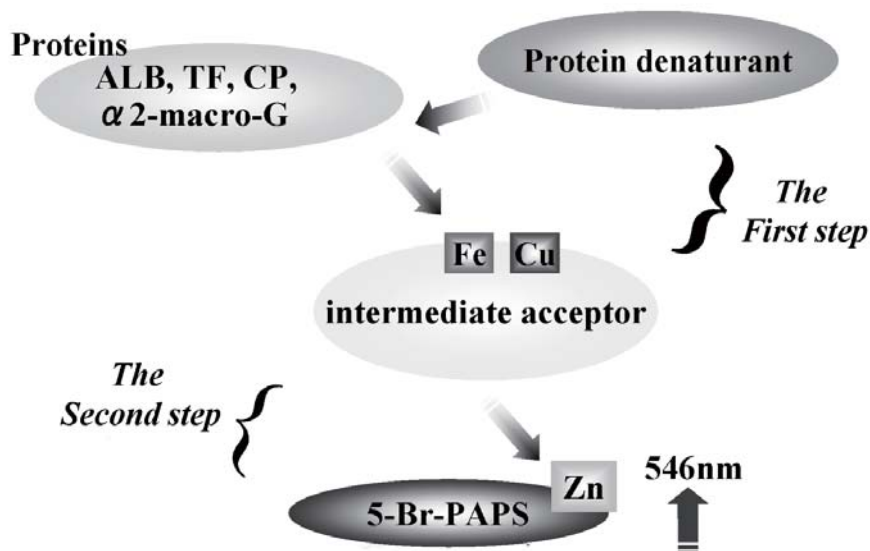 Proteins
ALB, TF, CP,
α2-macro-G
Protein denaturant
The
First step
Fe
Cu
intermediate acceptor
The
Second step
Zn
546nm
5-Br-PAPS